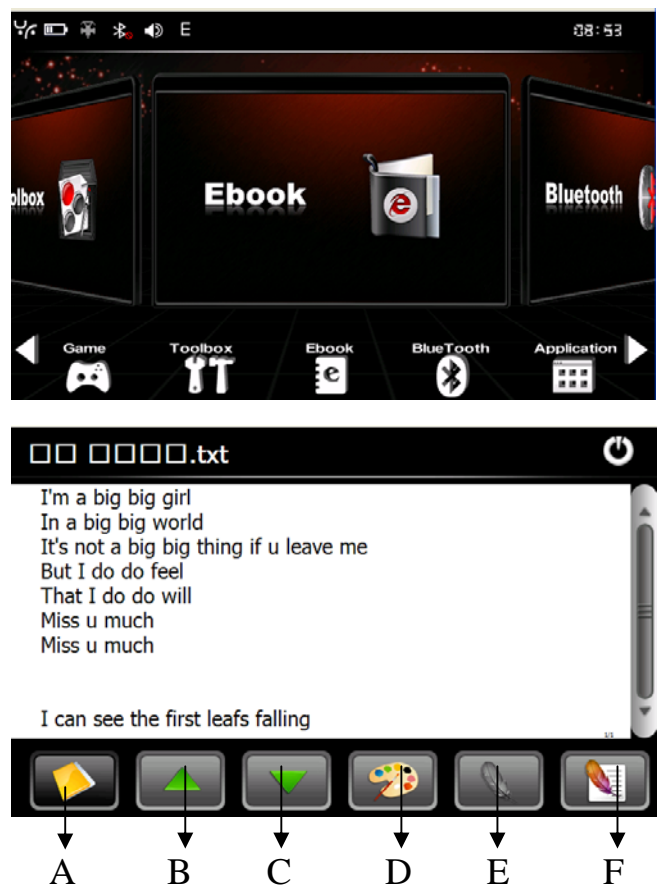 E 08:53
olbox Ebook Bluetooth
Game Toolbox Ebook BlueTooth Application
□□ □□□□.txt
I'm a big big girl
In a big big world
It's not a big big thing if u leave me
But I do do feel
That I do do will
Miss u much
Miss u much
I can see the first leafs falling
1/1
A B C D E F